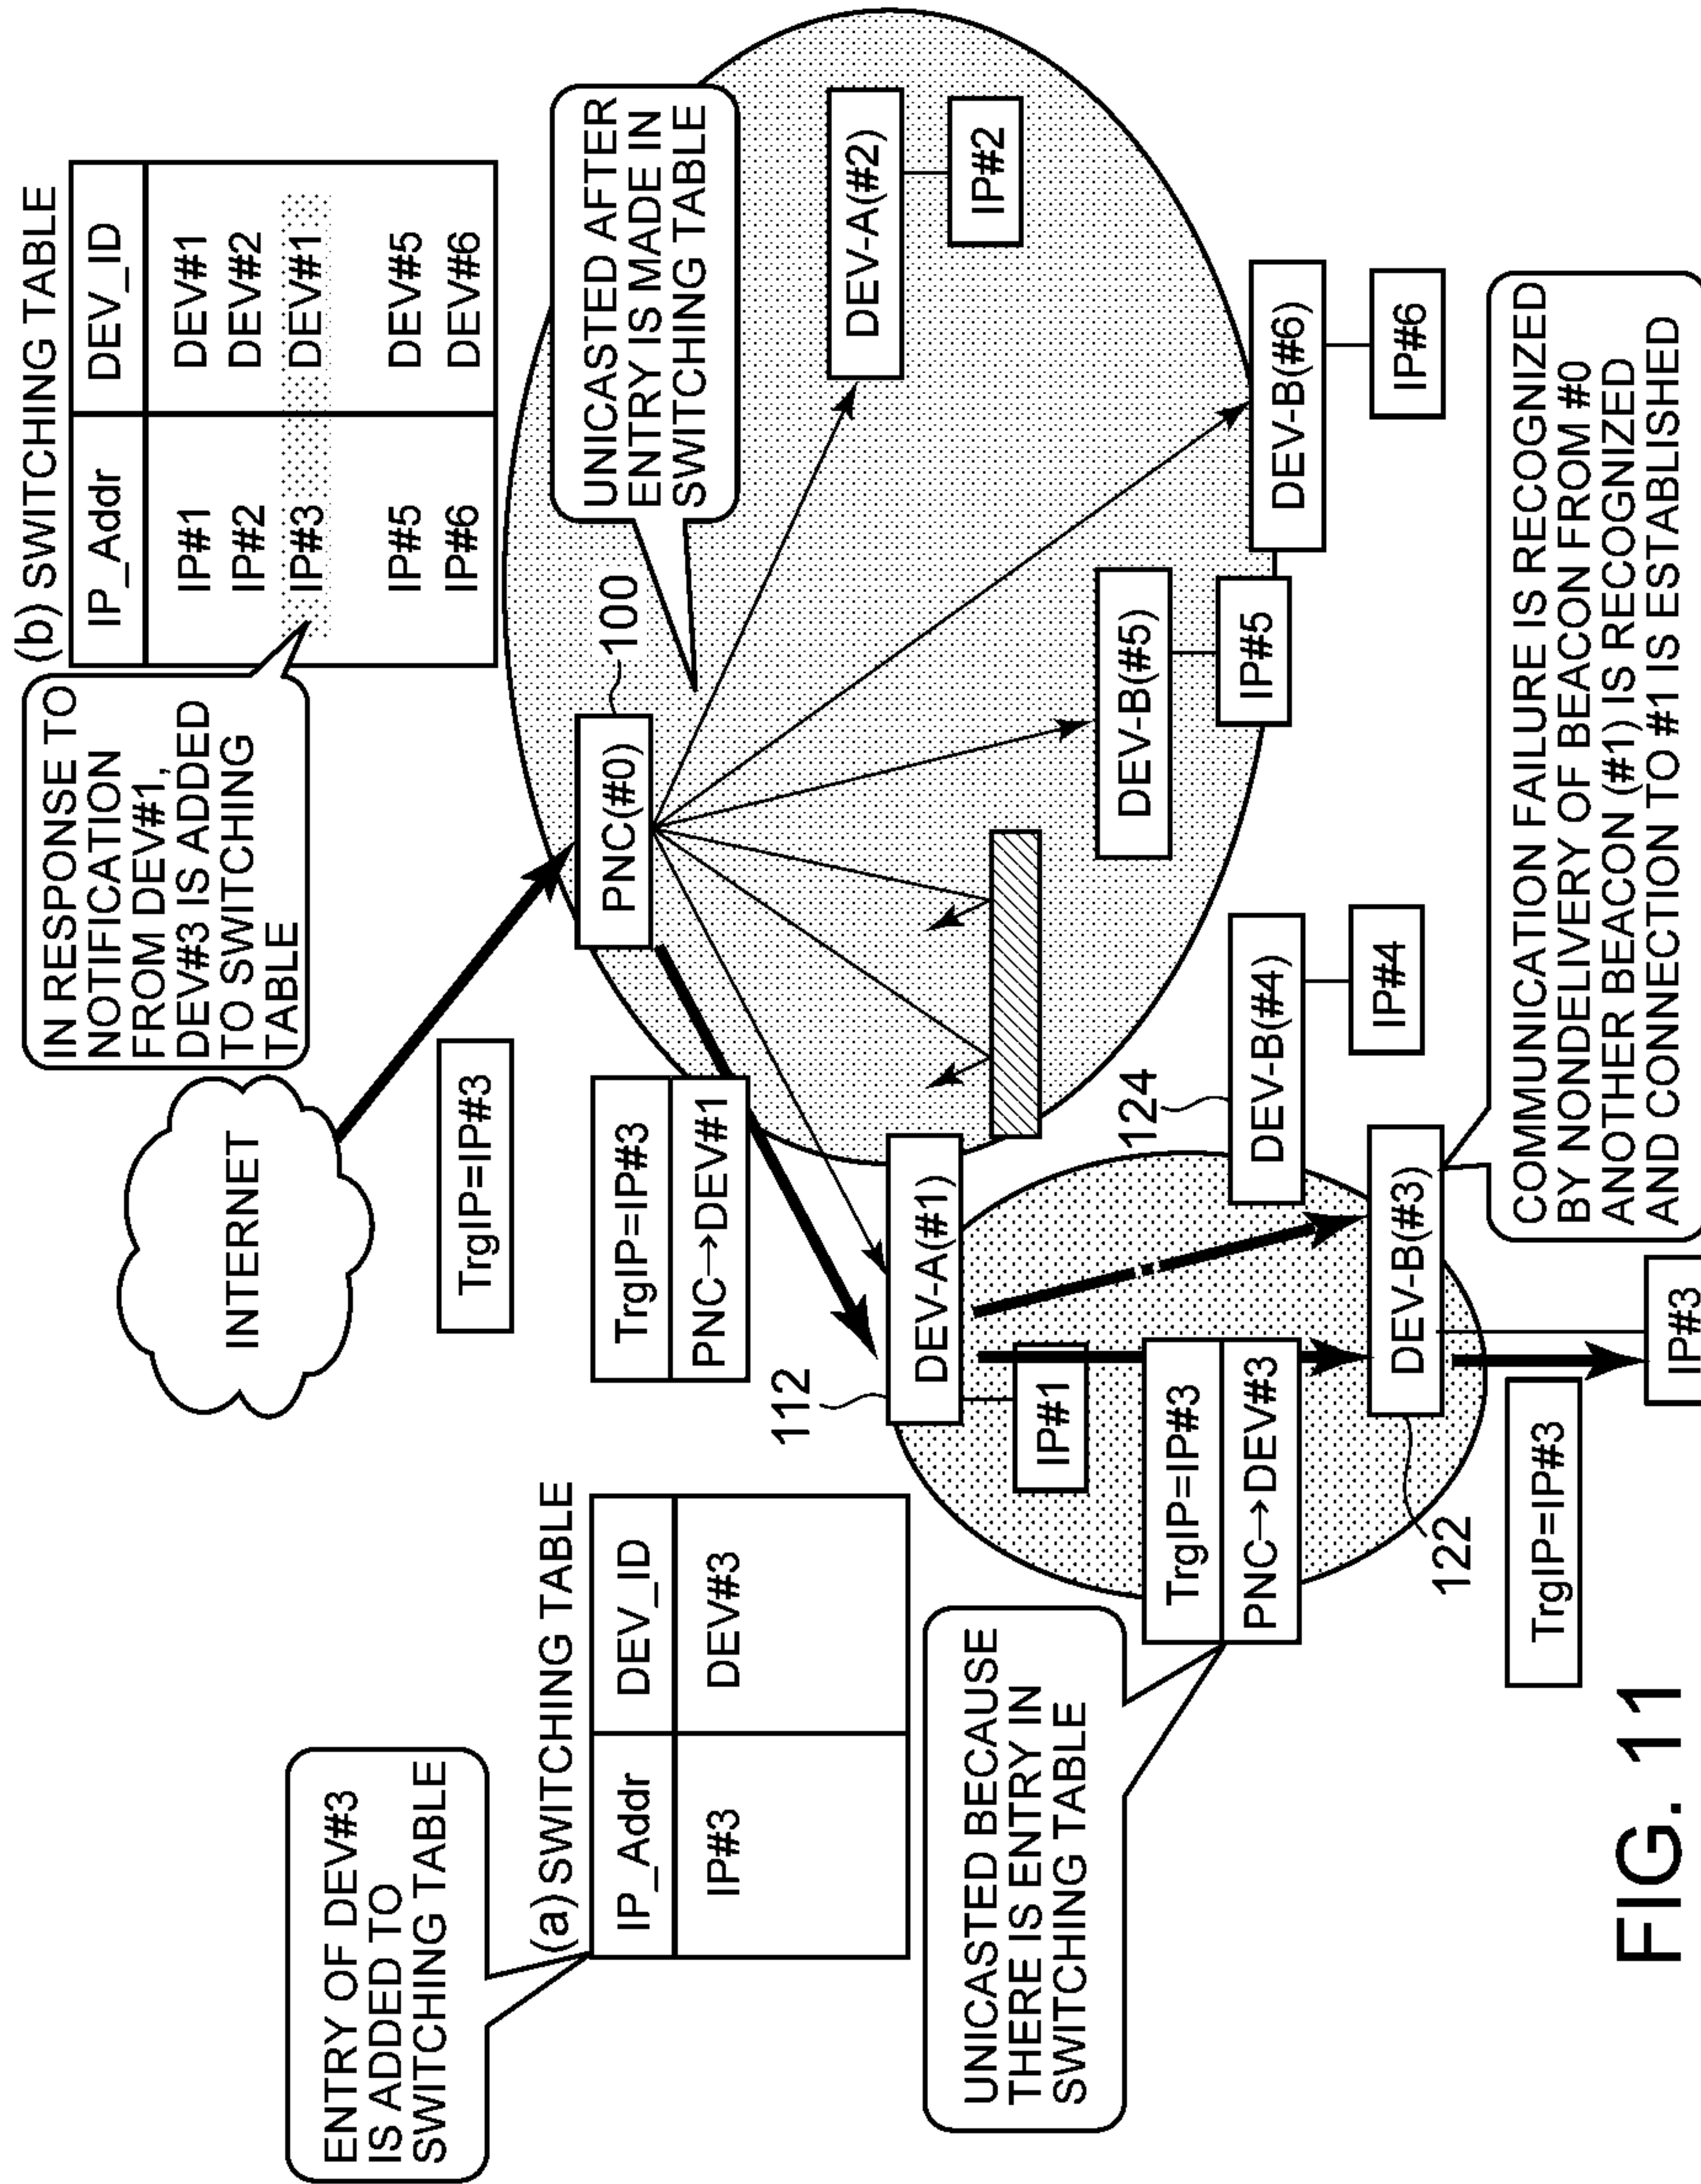 ENTRY OF DEV#3
IS ADDED TO
SWITCHING TABLE
(a) SWITCHING TABLE
IP_Addr DEV_ID
IP#3 DEV#3
UNICASTED BECAUSE
THERE IS ENTRY IN
SWITCHING TABLE
INTERNET
TrgIP=IP#3
TrgIP=IP#3
PNC→DEV#1
IN RESPONSE TO
NOTIFICATION
FROM DEV#1,
DEV#3 IS ADDED
TO SWITCHING
TABLE
(b) SWITCHING TABLE
IP_Addr DEV_ID
IP#1 DEV#1
IP#2 DEV#2
IP#3 DEV#1
IP#5 DEV#5
IP#6 DEV#6
UNICASTED AFTER
ENTRY IS MADE IN
SWITCHING TABLE
PNC(#0)
100
DEV-A(#2)
IP#2
112
DEV-A(#1)
IP#1
DEV-B(#5)
IP#5
DEV-B(#6)
IP#6
124
DEV-B(#4)
IP#4
TrgIP=IP#3
PNC→DEV#3
DEV-B(#3)
122
TrgIP=IP#3
IP#3
COMMUNICATION FAILURE IS RECOGNIZED
BY NONDELIVERY OF BEACON FROM #0
ANOTHER BEACON (#1) IS RECOGNIZED
AND CONNECTION TO #1 IS ESTABLISHED
FIG. 11